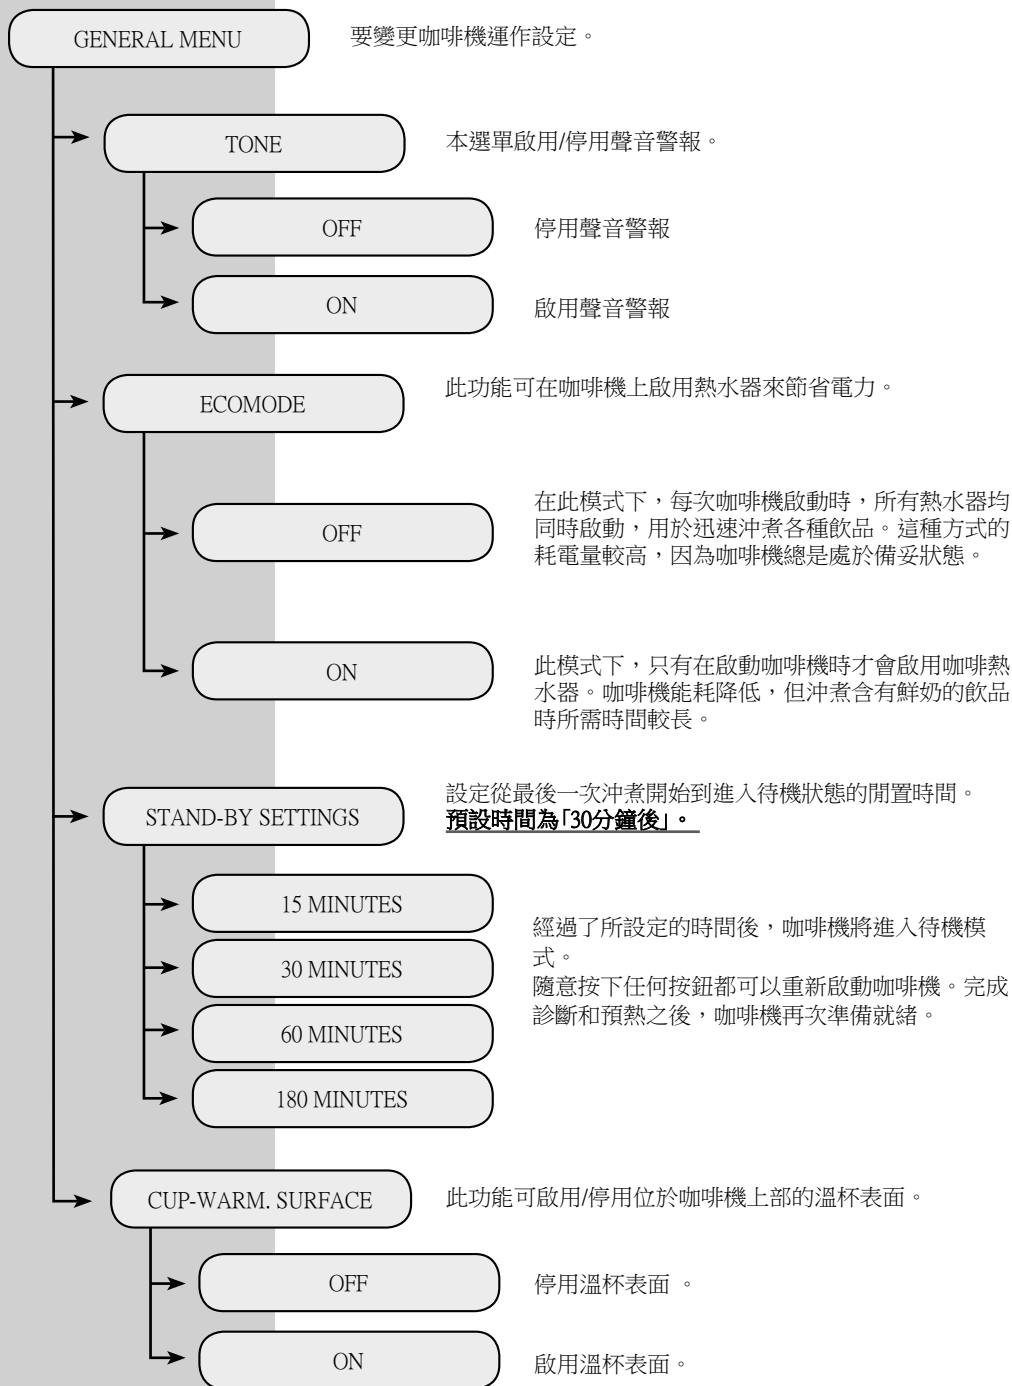 GENERAL MENU
要變更咖啡機運作設定。
TONE
本選單啟用/停用聲音警報。
OFF
停用聲音警報
ON
啟用聲音警報
ECOMODE
此功能可在咖啡機上啟用熱水器來節省電力。
OFF
在此模式下，每次咖啡機啟動時，所有熱水器均
同時啟動，用於迅速沖煮各種飲品。這種方式的
耗電量較高，因為咖啡機總是處於備妥狀態。
ON
此模式下，只有在啟動咖啡機時才會啟用咖啡熱
水器。咖啡機能耗降低，但沖煮含有鮮奶的飲品
時所需時間較長。
STAND-BY SETTINGS
設定從最後一次沖煮開始到進入待機狀態的閒置時間。
預設時間為「30分鐘後」。
15 MINUTES
30 MINUTES
60 MINUTES
180 MINUTES
經過了所設定的時間後，咖啡機將進入待機模
式。
隨意按下任何按鈕都可以重新啟動咖啡機。完成
診斷和預熱之後，咖啡機再次準備就緒。
CUP-WARM. SURFACE
此功能可啟用/停用位於咖啡機上部的溫杯表面。
OFF
停用溫杯表面 。
ON
啟用溫杯表面。